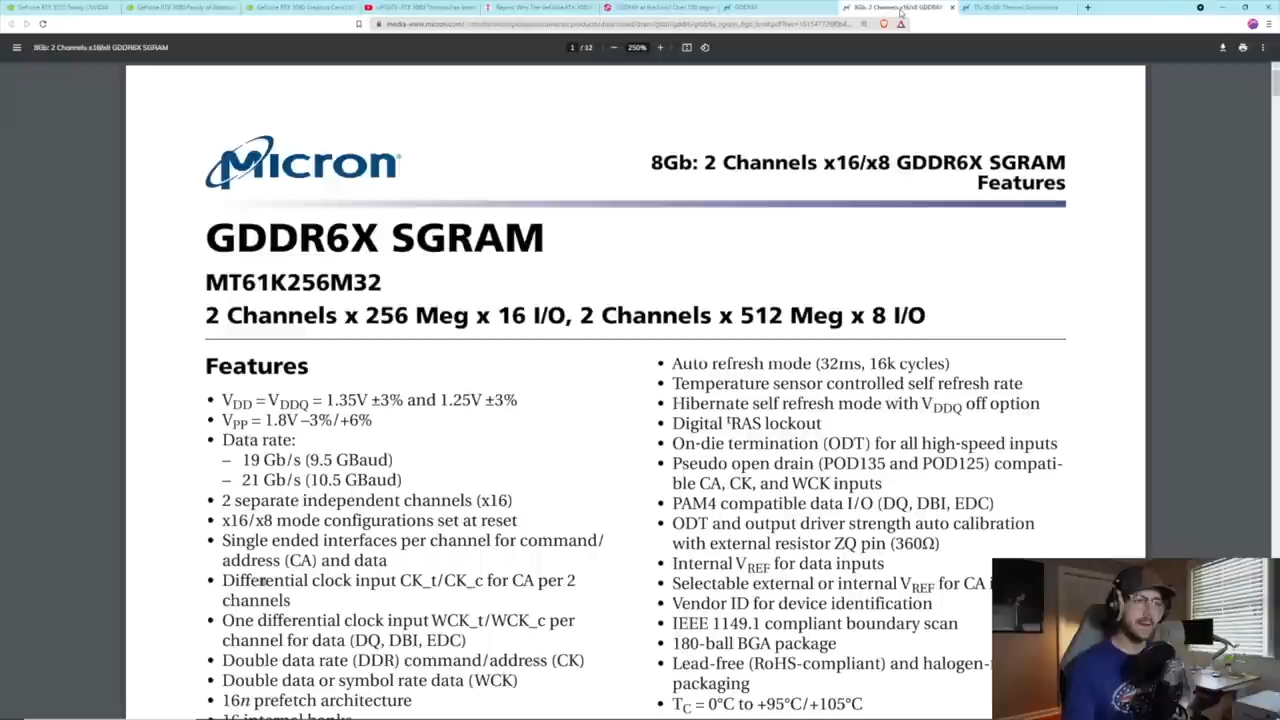 8Gb: 2 Channels x16/x8 GDDR6X SGRAM
1 / 12
250%
Micron
8Gb: 2 Channels x16/x8 GDDR6X SGRAM
Features
GDDR6X SGRAM
MT61K256M32
2 Channels x 256 Meg x 16 I/O, 2 Channels x 512 Meg x 8 I/O
Features
• VDD = VDDQ = 1.35V ±3% and 1.25V ±3%
• VPP = 1.8V –3%/+6%
• Data rate:
– 19 Gb/s (9.5 GBaud)
– 21 Gb/s (10.5 GBaud)
• 2 separate independent channels (x16)
• x16/x8 mode configurations set at reset
• Single ended interfaces per channel for command/
address (CA) and data
• Differential clock input CK_t/CK_c for CA per 2
channels
• One differential clock input WCK_t/WCK_c per
channel for data (DQ, DBI, EDC)
• Double data rate (DDR) command/address (CK)
• Double data or symbol rate data (WCK)
• 16n prefetch architecture
• 16 internal banks
• Auto refresh mode (32ms, 16k cycles)
• Temperature sensor controlled self refresh rate
• Hibernate self refresh mode with VDDQ off option
• Digital tRAS lockout
• On-die termination (ODT) for all high-speed inputs
• Pseudo open drain (POD135 and POD125) compati-
ble CA, CK, and WCK inputs
• PAM4 compatible data I/O (DQ, DBI, EDC)
• ODT and output driver strength auto calibration
with external resistor ZQ pin (360Ω)
• Internal VREF for data inputs
• Selectable external or internal VREF for CA i
• Vendor ID for device identification
• IEEE 1149.1 compliant boundary scan
• 180-ball BGA package
• Lead-free (RoHS-compliant) and halogen-
packaging
• TC = 0°C to +95°C/+105°C